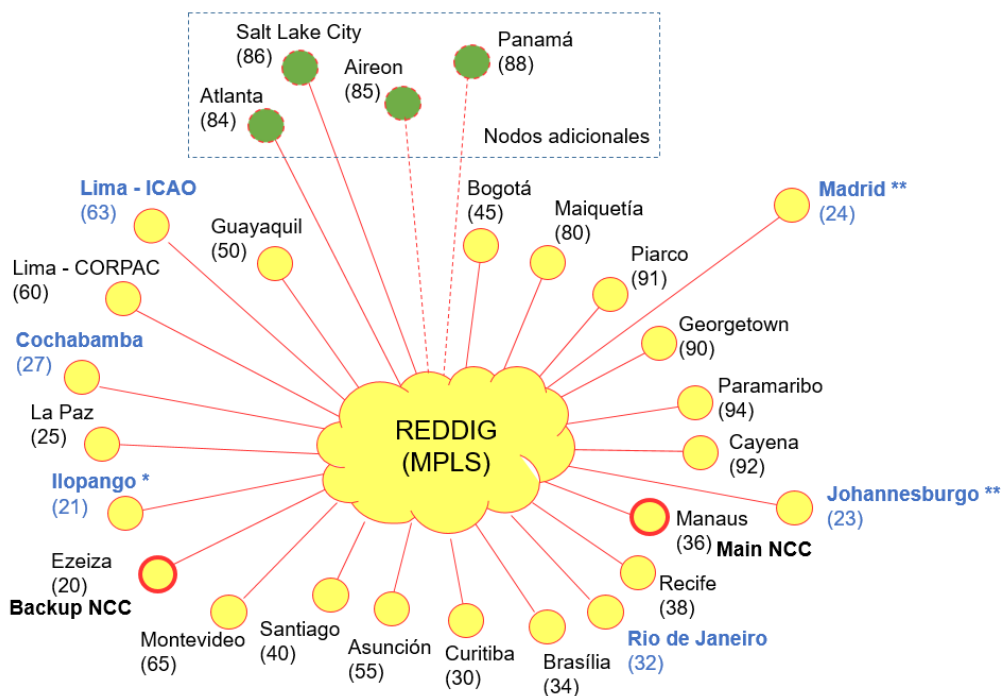 Salt Lake City
(86)
Panamá
(88)
Aireon
(85)
Atlanta
(84)
Nodos adicionales
Lima - ICAO
(63)
Guayaquil
(50)
Bogotá
(45)
Maiquetía
(80)
Madrid **
(24)
Lima - CORPAC
(60)
Piarco
(91)
Cochabamba
(27)
Georgetown
(90)
La Paz
(25)
Paramaribo
(94)
REDDIG
(MPLS)
Cayena
(92)
Ilopango *
(21)
Johannesburgo **
(23)
Manaus
(36) Main NCC
Ezeiza
(20)
Backup NCC
Recife
(38)
Montevideo
(65)
Santiago
(40)
Asunción
(55)
Curitiba
(30)
Brasília
(34)
Rio de Janeiro
(32)